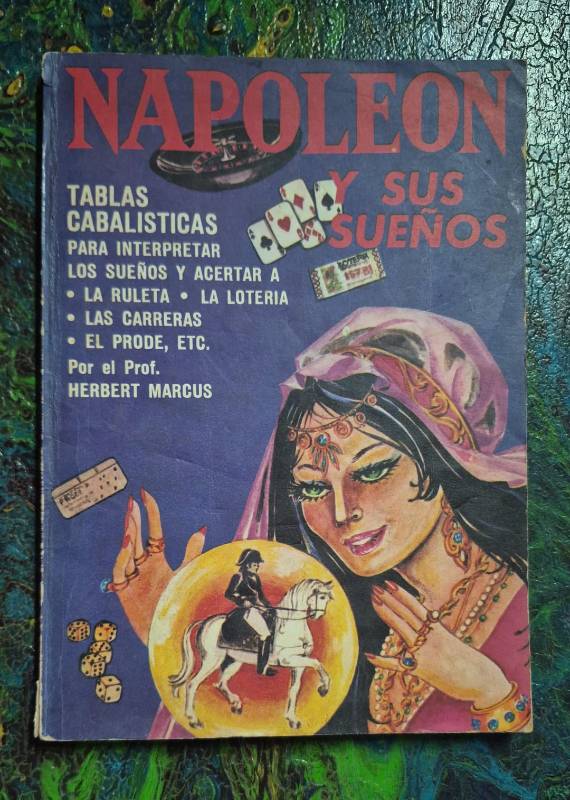 NAPOLEON
Y SUS
SUEÑOS
TABLAS
CABALISTICAS
PARA INTERPRETAR
LOS SUEÑOS Y ACERTAR A
• LA RULETA • LA LOTERIA
• LAS CARRERAS
• EL PRODE, ETC.
Por el Prof.
HERBERT MARCUS
LOTERIA